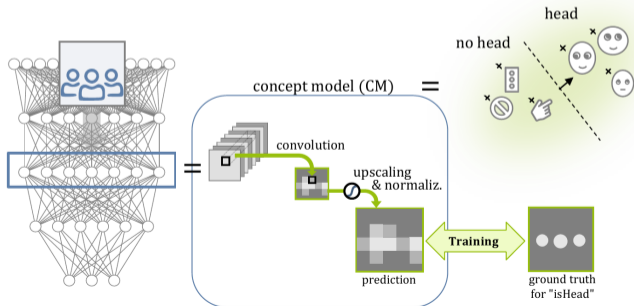 head
no head
concept model (CM)
=
=
convolution
upscaling
& normaliz.
Training
prediction
ground truth
for "isHead"